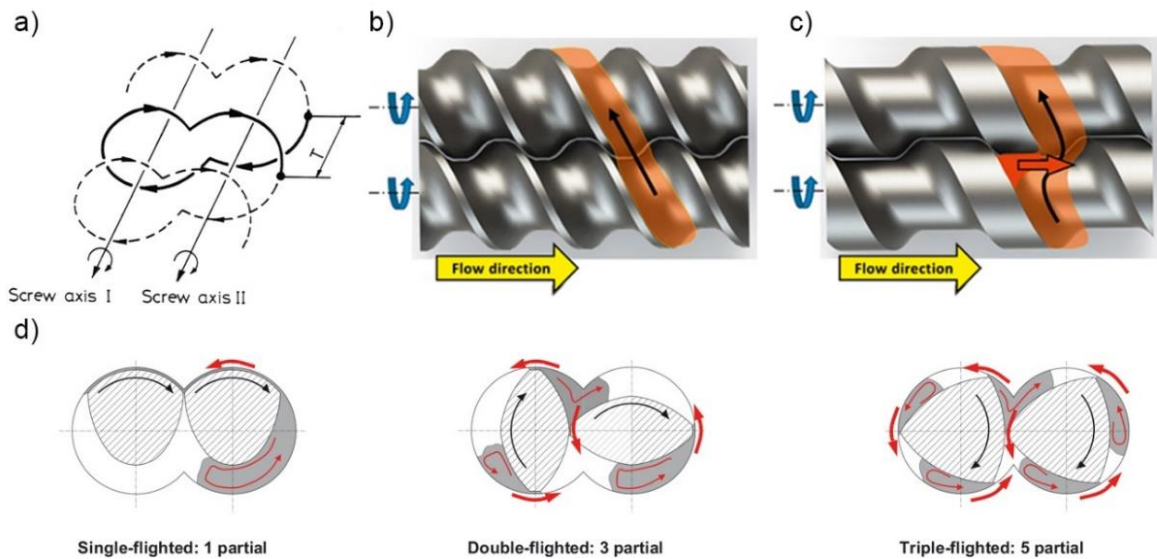 a)
b)
c)
T
Screw axis I
Screw axis II
Flow direction
Flow direction
d)
Single-flighted: 1 partial
Double-flighted: 3 partial
Triple-flighted: 5 partial